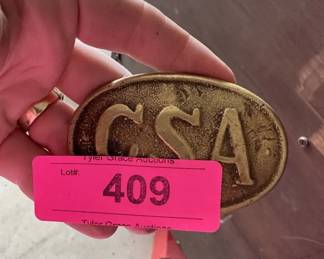 CSA
Tyler Grace Auctions
Lot#:
409
Tyler Grace Auctions